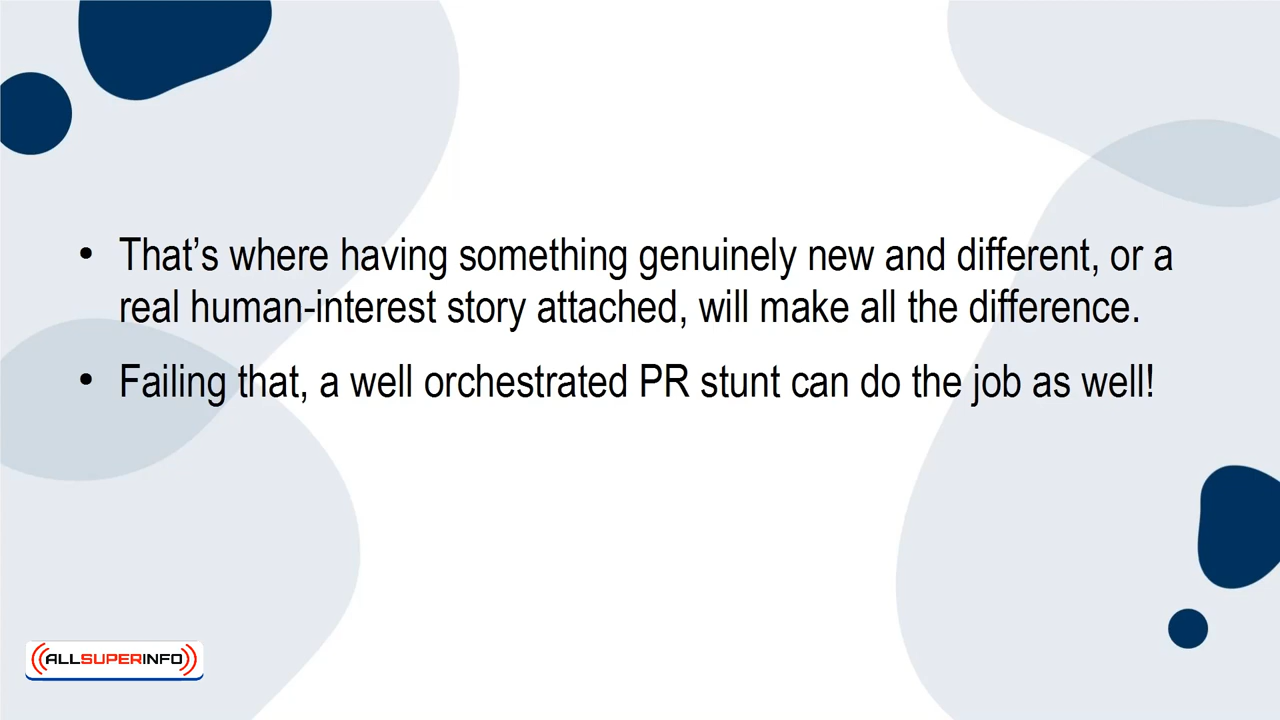 • That’s where having something genuinely new and different, or a
real human-interest story attached, will make all the difference.
• Failing that, a well orchestrated PR stunt can do the job as well!
ALLSUPERINFO